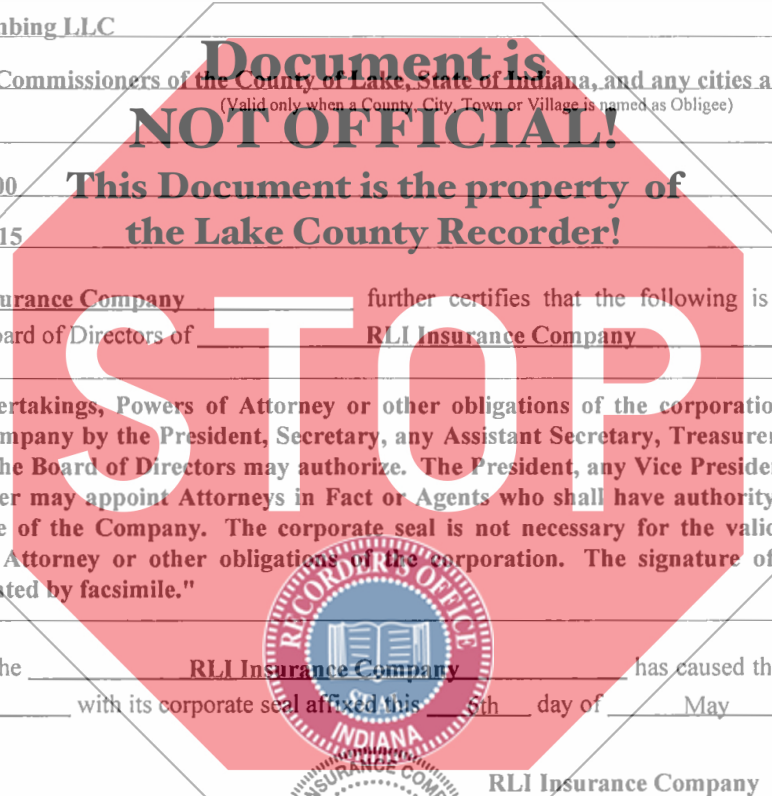 mbing LLC
Document is
Commissioners of the County of Lake, State of Indiana, and any cities a
(Valid only when a County, City, Town or Village is named as Obligee)
NOT OFFICIAL!
00
This Document is the property of
15
the Lake County Recorder!
urance Company further certifies that the following is
oard of Directors of RLI Insurance Company
STOP
ertakings, Powers of Attorney or other obligations of the corporatio
mpany by the President, Secretary, any Assistant Secretary, Treasurer
he Board of Directors may authorize. The President, any Vice Preside
er may appoint Attorneys in Fact or Agents who shall have authority
e of the Company. The corporate seal is not necessary for the valid
Attorney or other obligations of the corporation. The signature of
ated by facsimile."
RECORDER'S OFFICE
he RLI Insurance Company has caused th
SEAL
with its corporate seal affixed this 6th day of May
INDIANA
INSURANCE COMP
RLI Insurance Company